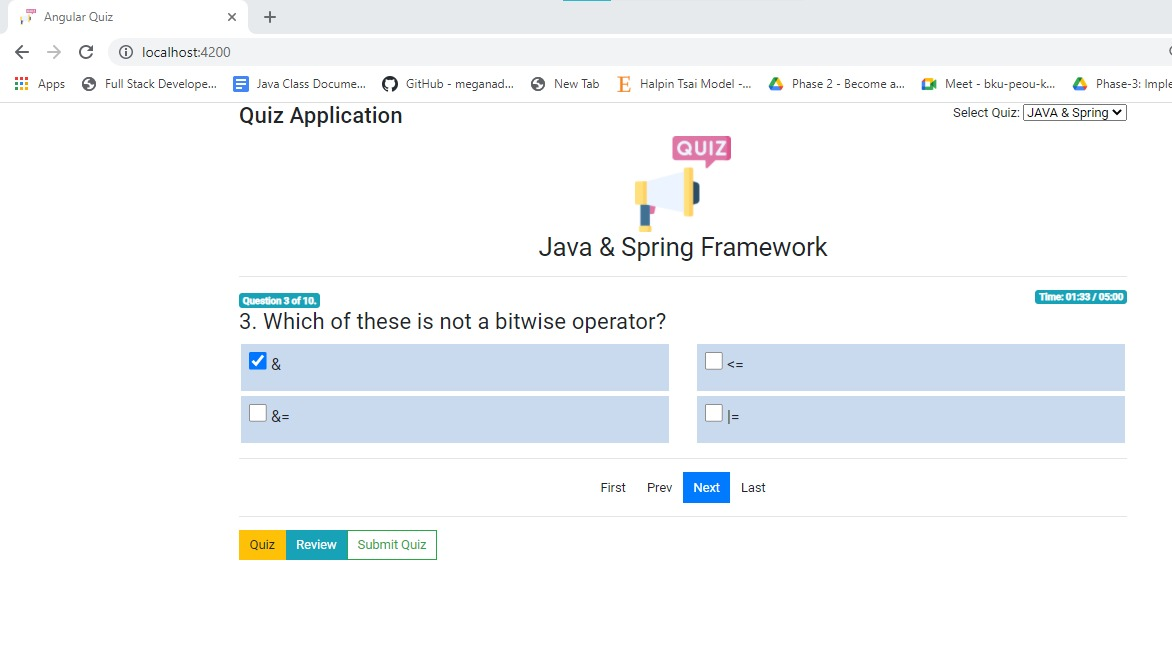 Angular Quiz
localhost:4200
Apps Full Stack Develope... Java Class Docume... GitHub - meganad... New Tab Halpin Tsai Model -... Phase 2 - Become a... Meet - bku-peou-k... Phase-3: Imple
Quiz Application
Select Quiz: JAVA & Spring
QUIZ
Java & Spring Framework
Question 3 of 10.
Time: 01:33 / 05:00
3. Which of these is not a bitwise operator?
& <=
&= |=
First Prev Next Last
Quiz Review Submit Quiz